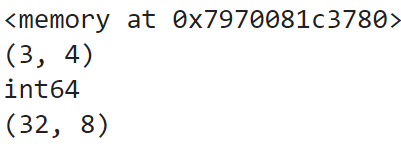 <memory at 0x7970081c3780>
(3, 4)
int64
(32, 8)